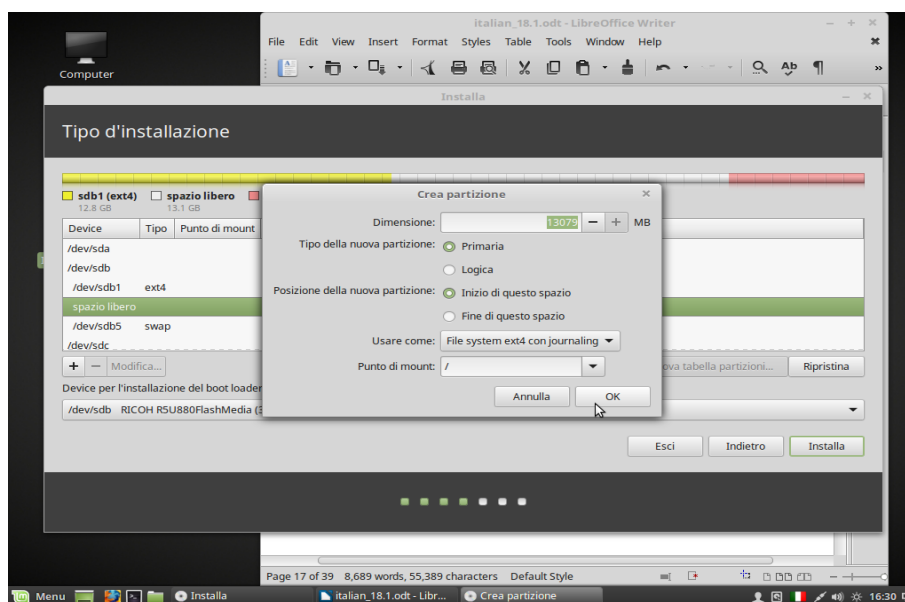 italian_18.1.odt - LibreOffice Writer
File Edit View Insert Format Styles Table Tools Window Help
Computer
Installa
Tipo d'installazione
sdb1 (ext4) spazio libero
12.8 GB 13.1 GB
Device Tipo Punto di mount
/dev/sda
/dev/sdb
/dev/sdb1 ext4
spazio libero
/dev/sdb5 swap
/dev/sdc
+ − Modifica... ova tabella partizioni... Ripristina
Device per l'installazione del boot loader
/dev/sdb RICOH R5U880FlashMedia (3
Esci Indietro Installa
Crea partizione
Dimensione: 13079 − + MB
Tipo della nuova partizione: Primaria
Logica
Posizione della nuova partizione: Inizio di questo spazio
Fine di questo spazio
Usare come: File system ext4 con journaling
Punto di mount: /
Annulla OK
Page 17 of 39 8,689 words, 55,389 characters Default Style
Menu Installa italian_18.1.odt - Libr... Crea partizione 16:30